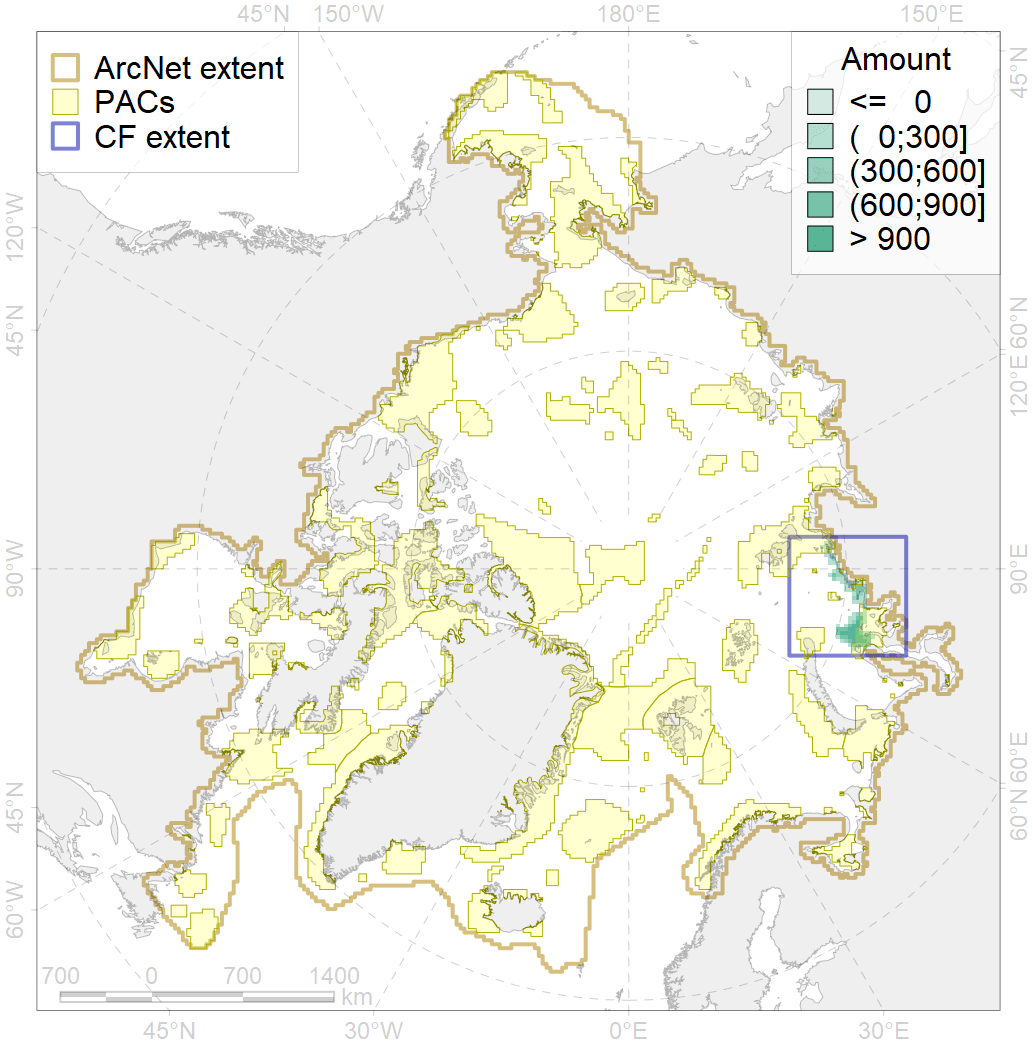 45°N 150°W 180°E 150°E
ArcNet extent
PACs
CF extent
Amount
<= 0
( 0;300]
(300;600]
(600;900]
> 900
120°W
45°N
90°W
45°N
60°W
45°N
60°N
120°E
90°E
60°E
60°N
700 0 700 1400
km
45°W 30°W 0°E 30°E